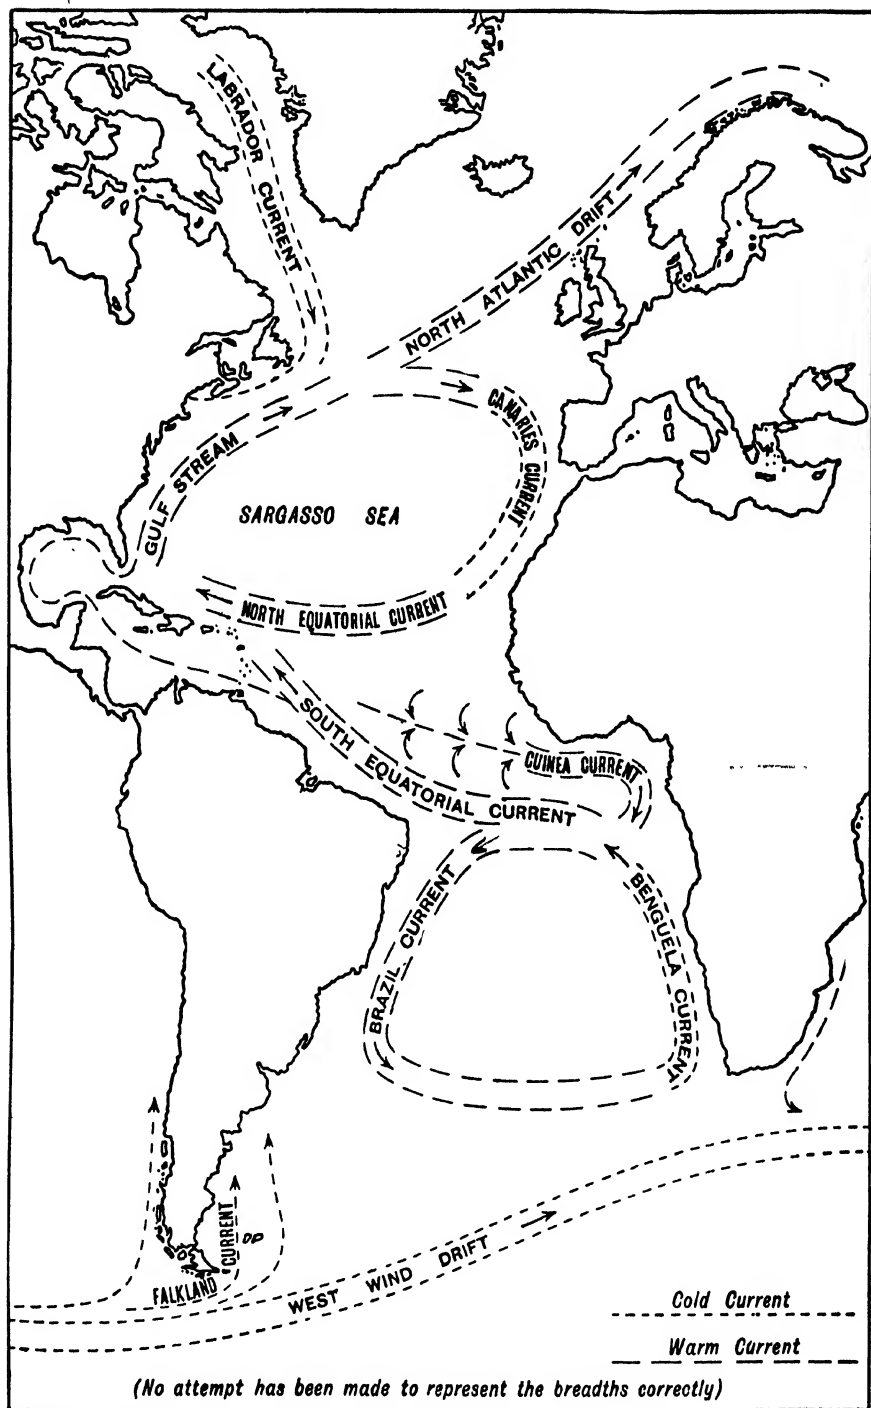 LABRADOR CURRENT
NORTH ATLANTIC DRIFT
CANARIES CURRENT
GULF STREAM
SARGASSO SEA
NORTH EQUATORIAL CURRENT
SOUTH EQUATORIAL CURRENT
GUINEA CURRENT
BRAZIL CURRENT
BENGUELA CURRENT
FALKLAND CURRENT
WEST WIND DRIFT
Cold Current
Warm Current
(No attempt has been made to represent the breadths correctly)